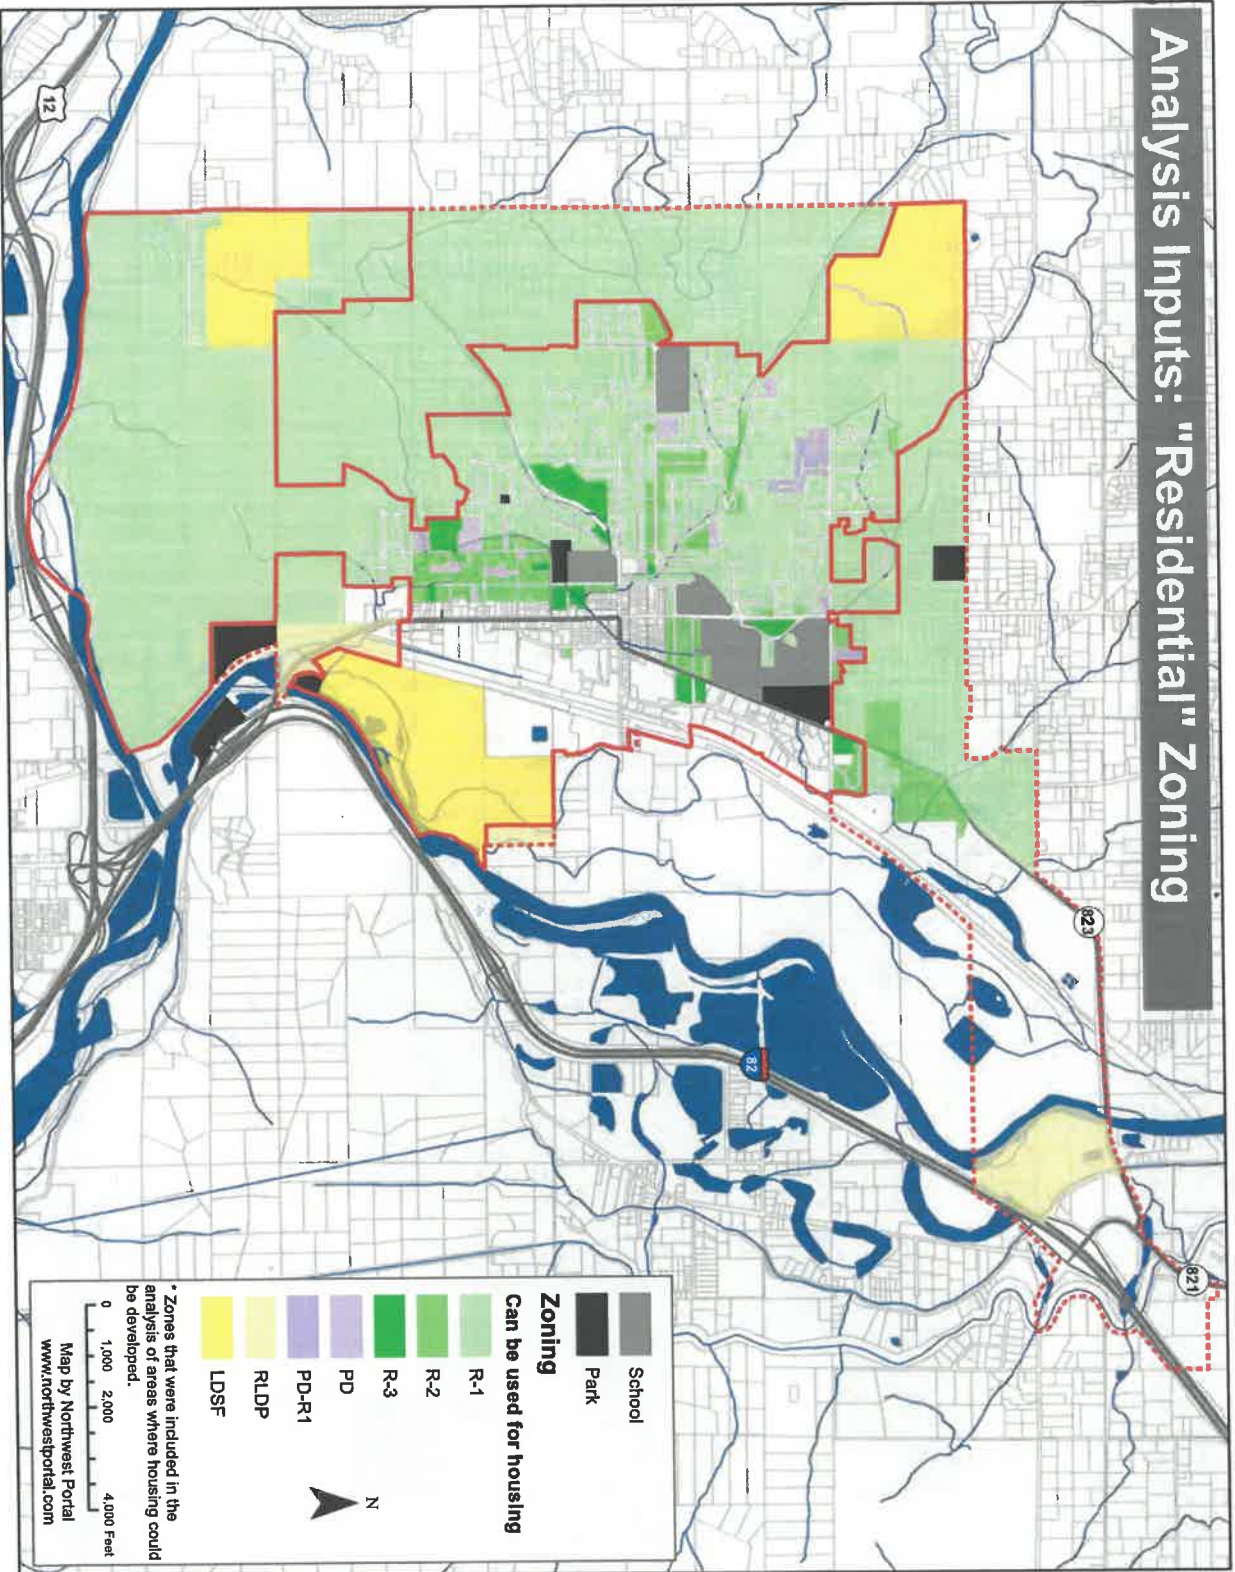 Analysis Inputs: "Residential" Zoning
12
823
82
821
School
Park
Zoning
Can be used for housing
R-1
R-2
R-3
PD
PD-R1
RLDP
LDSF
N
* Zones that were included in the
analysis of areas where housing could
be developed.
0 1,000 2,000 4,000 Feet
Map by Northwest Portal
www.northwestportal.com